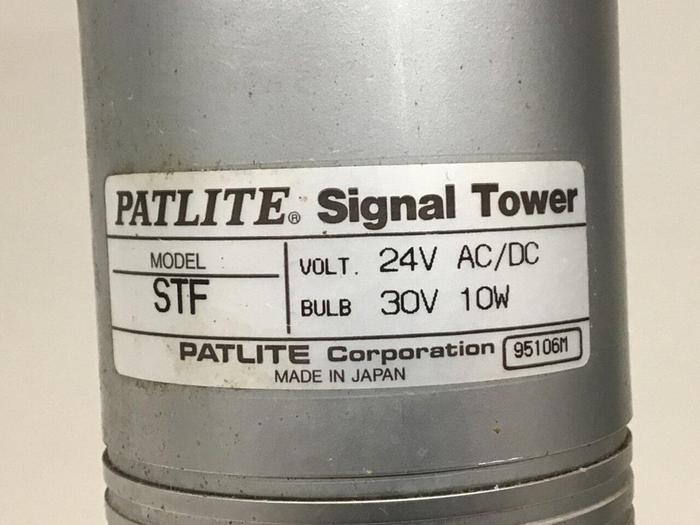 PATLITE® Signal Tower
MODEL
STF
VOLT. 24V AC/DC
BULB 30V 10W
PATLITE Corporation 95106M
MADE IN JAPAN